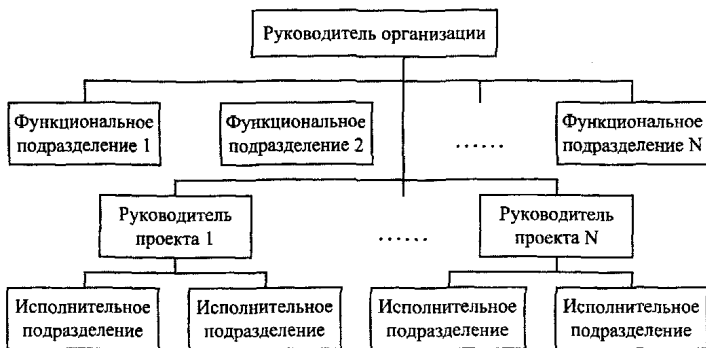 Руководитель организации
Функциональное
подразделение 1
Функциональное
подразделение 2
......
Функциональное
подразделение N
Руководитель
проекта 1
......
Руководитель
проекта N
Исполнительное
подразделение
Исполнительное
подразделение
Исполнительное
подразделение
Исполнительное
подразделение